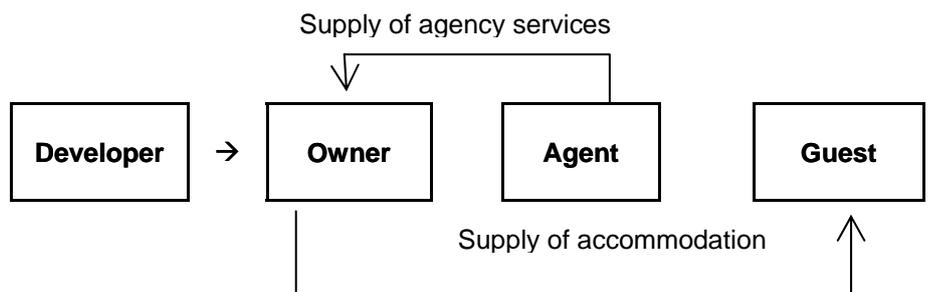 Supply of agency services
Developer → Owner Agent Guest
Supply of accommodation